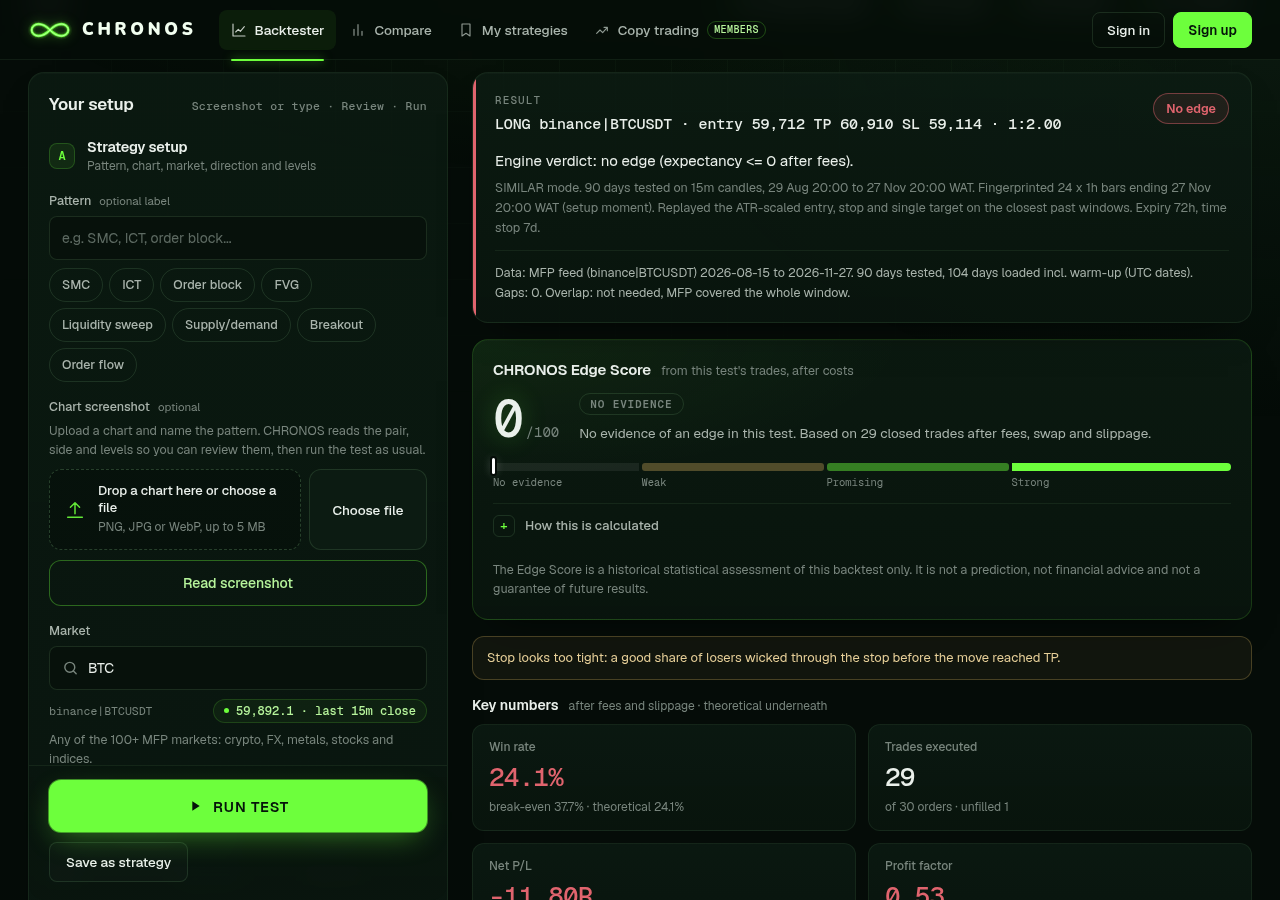 CHRONOS
Backtester
Compare
My strategies
Copy trading MEMBERS
Sign in
Sign up
Your setup
Screenshot or type · Review · Run
A
Strategy setup
Pattern, chart, market, direction and levels
Pattern optional label
e.g. SMC, ICT, order block...
SMC
ICT
Order block
FVG
Liquidity sweep
Supply/demand
Breakout
Order flow
Chart screenshot optional
Upload a chart and name the pattern. CHRONOS reads the pair,
side and levels so you can review them, then run the test as usual.
Drop a chart here or choose a
file
PNG, JPG or WebP, up to 5 MB
Choose file
Read screenshot
Market
BTC
binance|BTCUSDT
59,892.1 · last 15m close
Any of the 100+ MFP markets: crypto, FX, metals, stocks and
indices.
RUN TEST
Save as strategy
RESULT
LONG binance|BTCUSDT · entry 59,712 TP 60,910 SL 59,114 · 1:2.00
No edge
Engine verdict: no edge (expectancy <= 0 after fees).
SIMILAR mode. 90 days tested on 15m candles, 29 Aug 20:00 to 27 Nov 20:00 WAT. Fingerprinted 24 x 1h bars ending 27 Nov
20:00 WAT (setup moment). Replayed the ATR-scaled entry, stop and single target on the closest past windows. Expiry 72h, time
stop 7d.
Data: MFP feed (binance|BTCUSDT) 2026-08-15 to 2026-11-27. 90 days tested, 104 days loaded incl. warm-up (UTC dates).
Gaps: 0. Overlap: not needed, MFP covered the whole window.
CHRONOS Edge Score from this test's trades, after costs
0/100
NO EVIDENCE
No evidence of an edge in this test. Based on 29 closed trades after fees, swap and slippage.
No evidence
Weak
Promising
Strong
+ How this is calculated
The Edge Score is a historical statistical assessment of this backtest only. It is not a prediction, not financial advice and not a
guarantee of future results.
Stop looks too tight: a good share of losers wicked through the stop before the move reached TP.
Key numbers after fees and slippage · theoretical underneath
Win rate
24.1%
break-even 37.7% · theoretical 24.1%
Trades executed
29
of 30 orders · unfilled 1
Net P/L
-11.80R
Profit factor
0.53